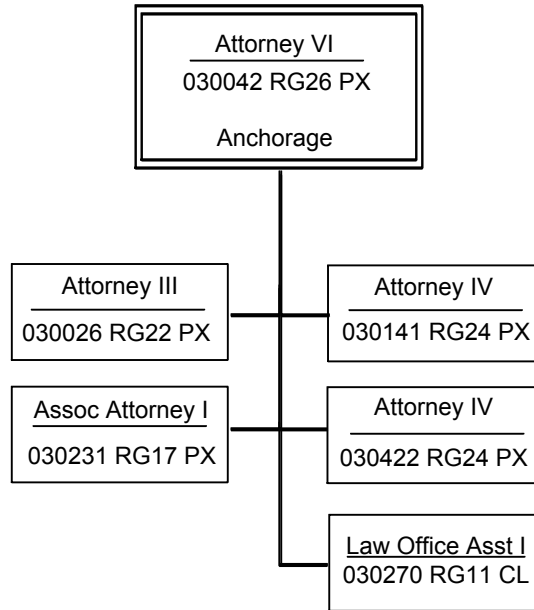 Attorney VI
030042 RG26 PX
Anchorage
Attorney III
030026 RG22 PX
Attorney IV
030141 RG24 PX
Assoc Attorney I
030231 RG17 PX
Attorney IV
030422 RG24 PX
Law Office Asst I
030270 RG11 CL